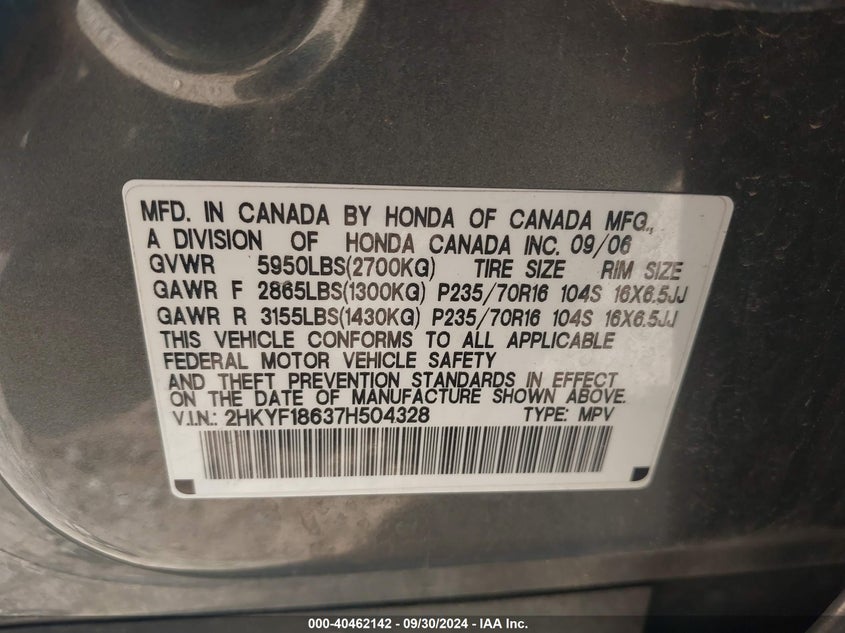 MFD. IN CANADA BY HONDA OF CANADA MFG.,
A DIVISION OF HONDA CANADA INC. 09/06
GVWR 5950LBS(2700KG) TIRE SIZE RIM SIZE
GAWR F 2865LBS(1300KG) P235/70R16 104S 16X6.5JJ
GAWR R 3155LBS(1430KG) P235/70R16 104S 16X6.5JJ
THIS VEHICLE CONFORMS TO ALL APPLICABLE
FEDERAL MOTOR VEHICLE SAFETY
AND THEFT PREVENTION STANDARDS IN EFFECT
ON THE DATE OF MANUFACTURE SHOWN ABOVE.
V.I.N.: 2HKYF18637H504328 TYPE: MPV
000-40462142 - 09/30/2024 - IAA Inc.